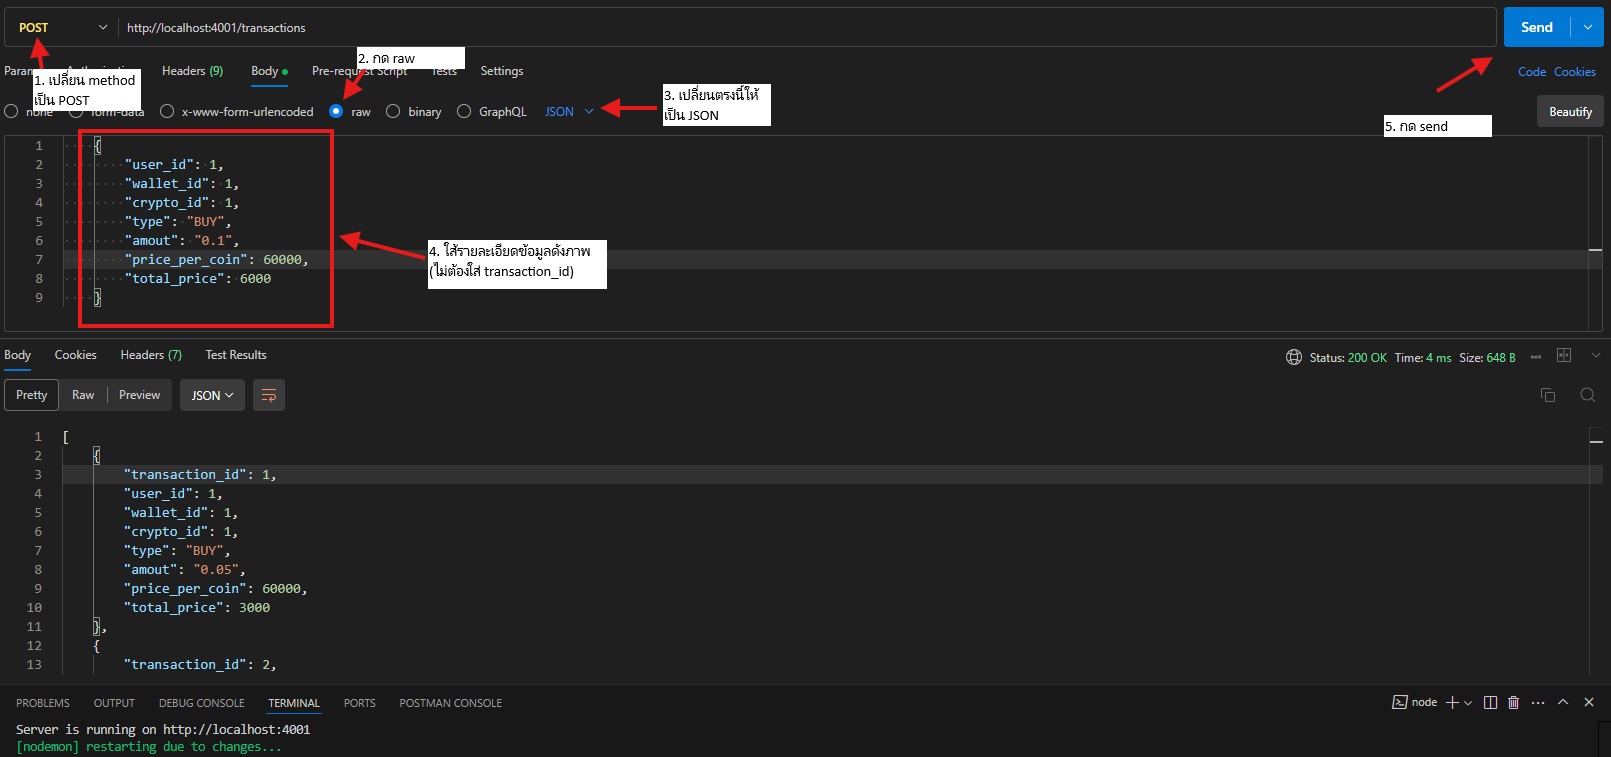 POST
http://localhost:4001/transactions
Send
2. กด raw
Headers (9)
Body
Tests
Settings
Code
Cookies
1. เปลี่ยน method
เป็น POST
none
form-data
x-www-form-urlencoded
raw
binary
GraphQL
JSON
3. เปลี่ยนตรงนี้ให้
เป็น JSON
Beautify
5. กด send
1 {
2 "user_id": 1,
3 "wallet_id": 1,
4 "crypto_id": 1,
5 "type": "BUY",
6 "amout": "0.1",
7 "price_per_coin": 60000,
8 "total_price": 6000
9 }
4. ใส่รายละเอียดข้อมูลดังภาพ
(ไม่ต้องใส่ transaction_id)
Body Cookies Headers (7) Test Results
Status: 200 OK Time: 4 ms Size: 648 B
Pretty Raw Preview JSON
1 [
2 {
3 "transaction_id": 1,
4 "user_id": 1,
5 "wallet_id": 1,
6 "crypto_id": 1,
7 "type": "BUY",
8 "amout": "0.05",
9 "price_per_coin": 60000,
10 "total_price": 3000
11 },
12 {
13 "transaction_id": 2,
PROBLEMS OUTPUT DEBUG CONSOLE TERMINAL PORTS POSTMAN CONSOLE
node
Server is running on http://localhost:4001
[nodemon] restarting due to changes...